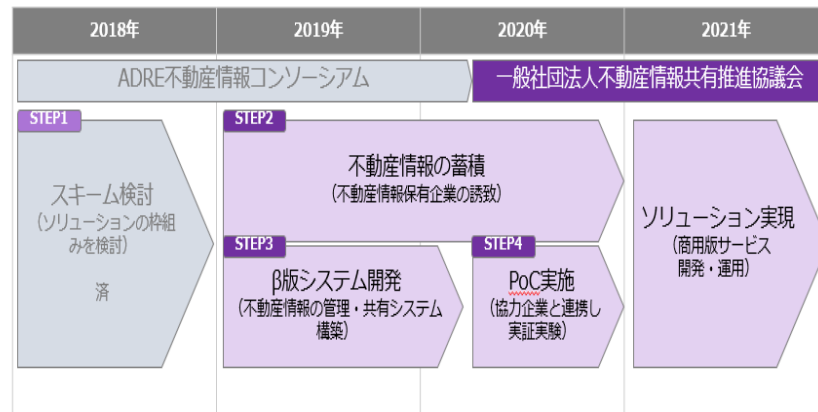 2018年
2019年
2020年
2021年
ADRE不動産情報コンソーシアム
一般社団法人不動産情報共有推進協議会
STEP1
スキーム検討
(ソリューションの枠組
みを検討)
済
STEP2
不動産情報の蓄積
(不動産情報保有企業の誘致)
STEP3
β版システム開発
(不動産情報の管理・共有システム
構築)
STEP4
PoC実施
(協力企業と連携し
実証実験)
ソリューション実現
(商用版サービス
開発・運用)